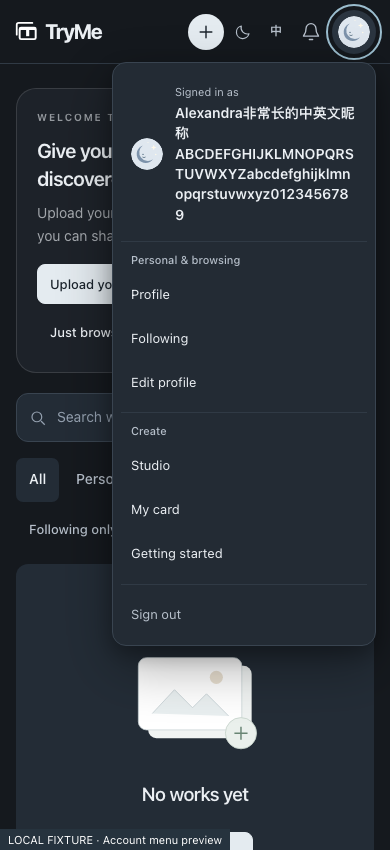 TryMe
中
WELCOME T
Give you
discover
Upload your
you can sha
Upload yo
Just brow
Signed in as
Alexandra非常长的中英文昵
称
ABCDEFGHIJKLMNOPQRS
TUVWXYZabcdefghijklmn
opqrstuvwxyz012345678
9
Personal & browsing
Profile
Following
Edit profile
Create
Studio
My card
Getting started
Sign out
Search w
All
Perso
Following only
No works yet
LOCAL FIXTURE · Account menu preview